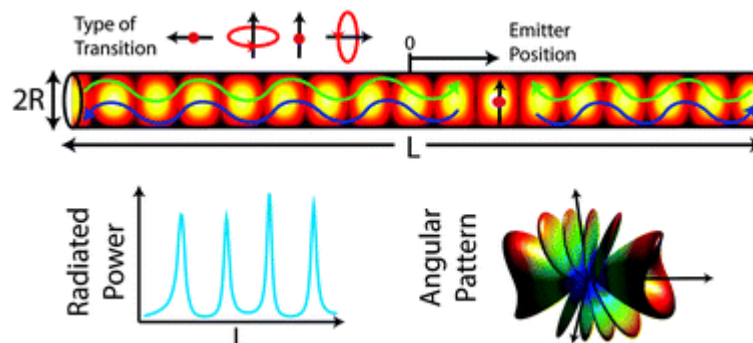 Type of
Transition
0
Emitter
Position
2R
L
Radiated
Power
L
Angular
Pattern